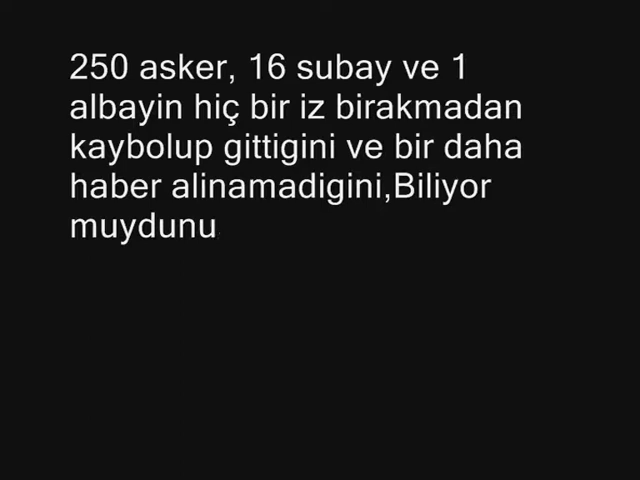 250 asker, 16 subay ve 1
albayin hiç bir iz birakmadan
kaybolup gittigini ve bir daha
haber alinamadigini,Biliyor
muydunu